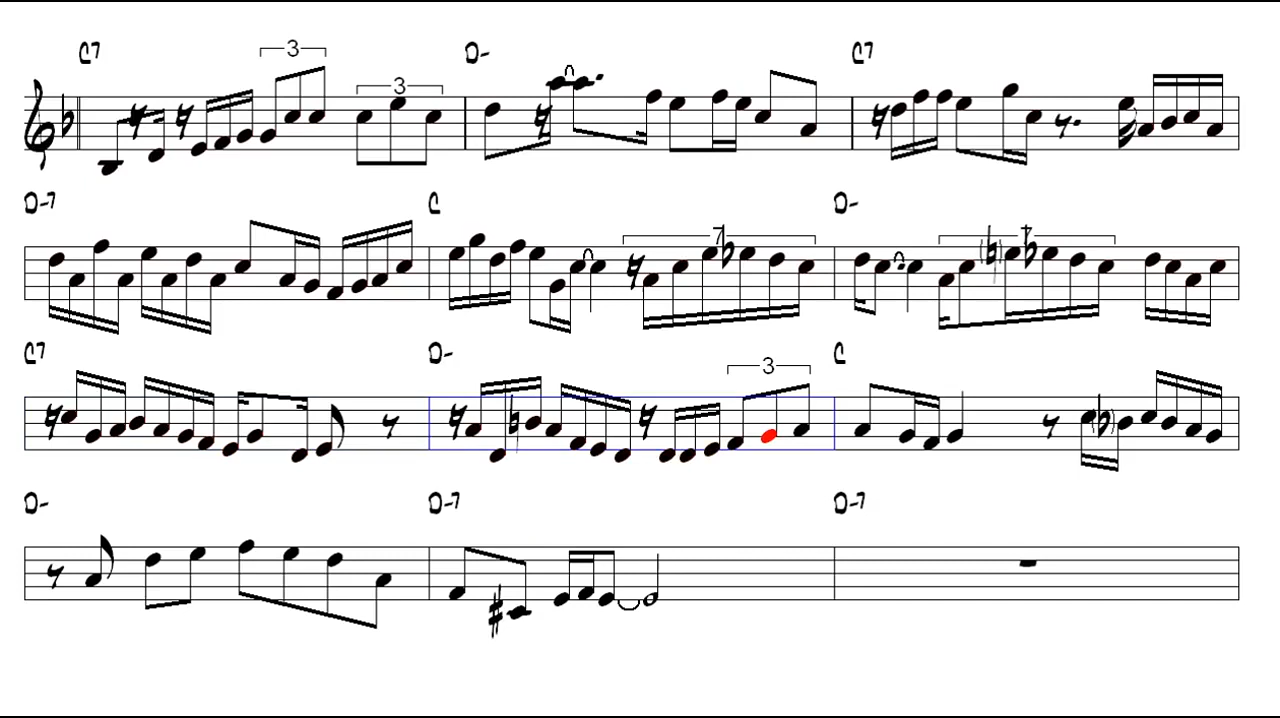 C7 D- C7
3 3
D-7 C D-
7 7
C7 D- C
3
D- D-7 D-7